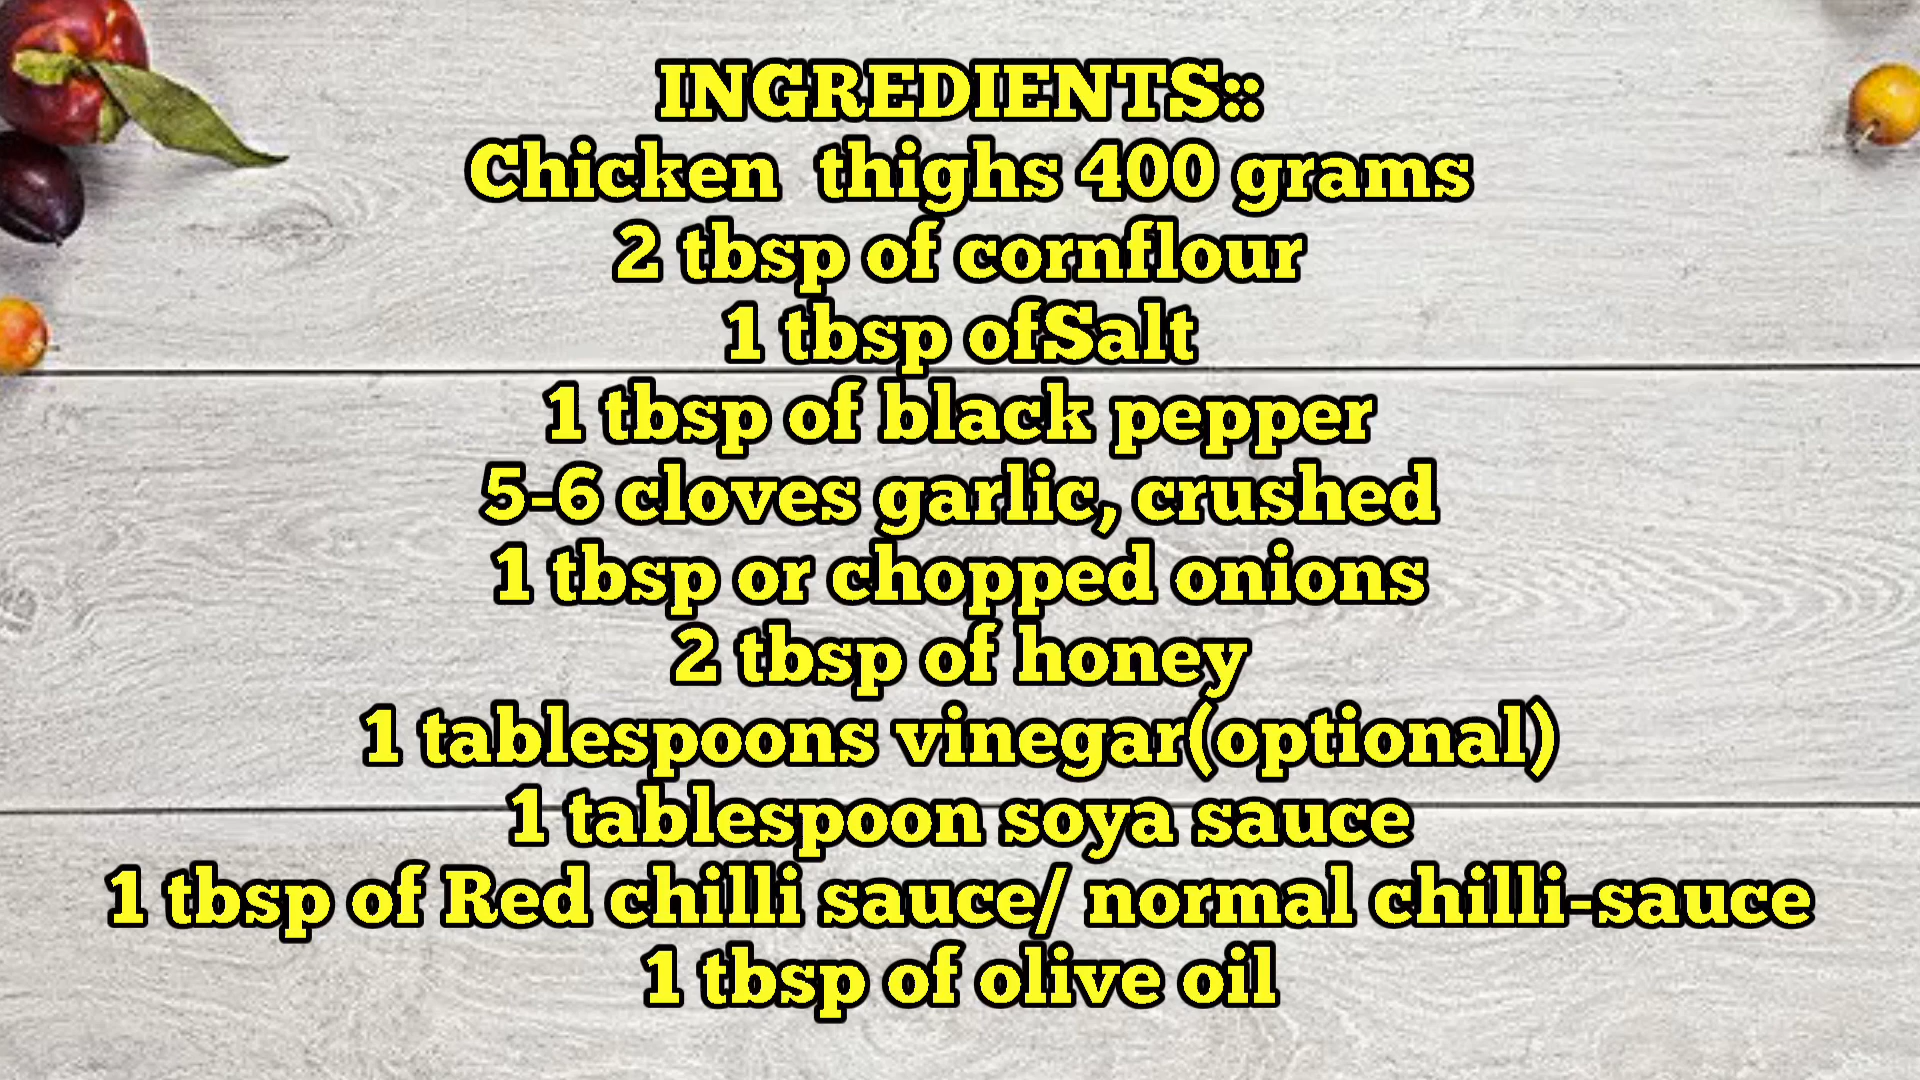 INGREDIENTS::
Chicken  thighs 400 grams
2 tbsp of cornflour
1 tbsp ofSalt
1 tbsp of black pepper
5-6 cloves garlic, crushed
1 tbsp or chopped onions
2 tbsp of honey
1 tablespoons vinegar(optional)
1 tablespoon soya sauce
1 tbsp of Red chilli sauce/ normal chilli-sauce
1 tbsp of olive oil